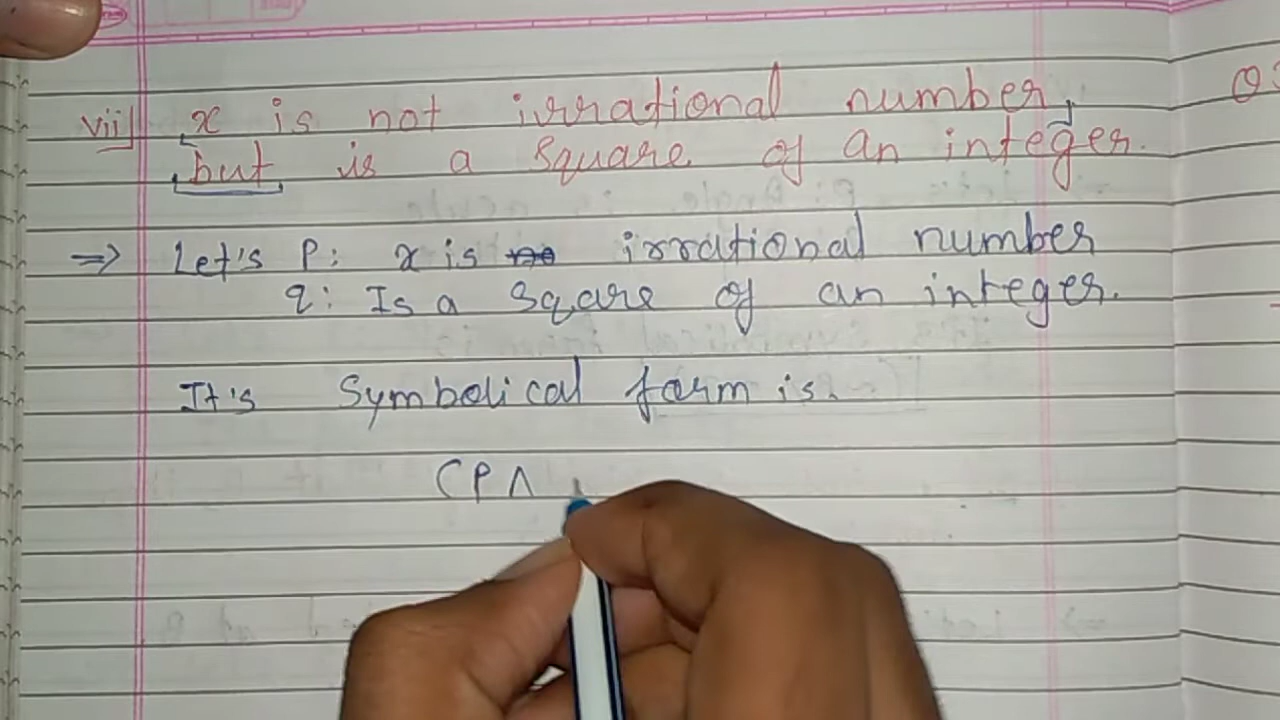 vii] x is not irrational number,
but is a square of an integer.
⇒ Let's P: x is irrational number
q: Is a Square of an integer.
It's Symbolical form is.
(P ∧